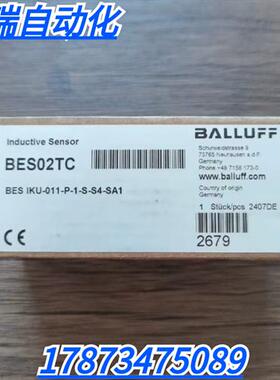 瑞自动化
Inductive Sensor
BES02TC
BES IKU-011-P-1-S-S4-SA1
BALLUFF
Schurwaldstrasse 9
73765 Neuhausen a.d.F.
Germany
Phone +49 7158 173-0
www.balluff.com
Country of origin
Germany
1 Stück/pcs 2407DE
2679
CE
17873475089